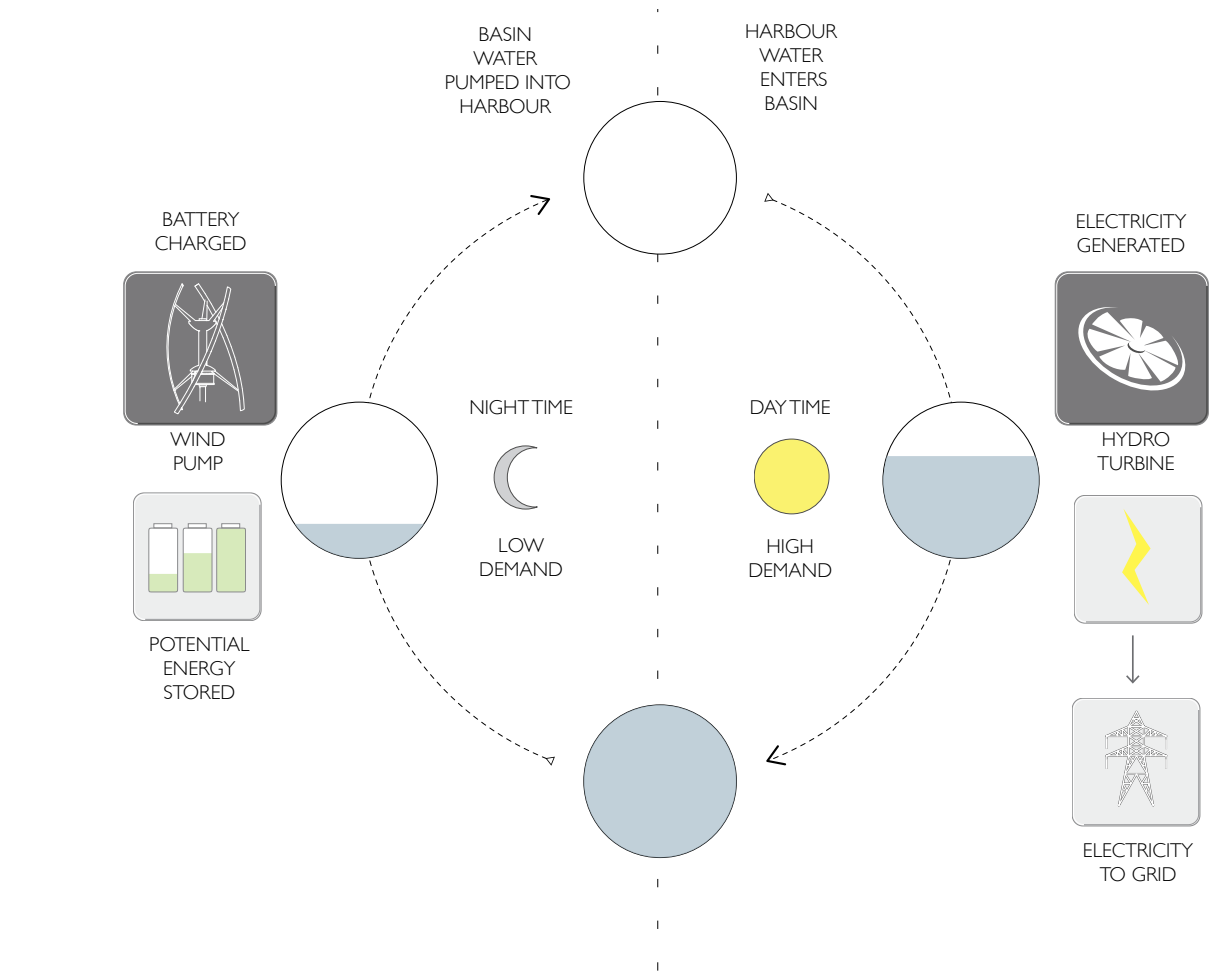 BASIN
WATER
PUMPED INTO
HARBOUR
HARBOUR
WATER
ENTERS
BASIN
BATTERY
CHARGED
WIND
PUMP
POTENTIAL
ENERGY
STORED
NIGHT TIME
LOW
DEMAND
DAY TIME
HIGH
DEMAND
ELECTRICITY
GENERATED
HYDRO
TURBINE
ELECTRICITY
TO GRID